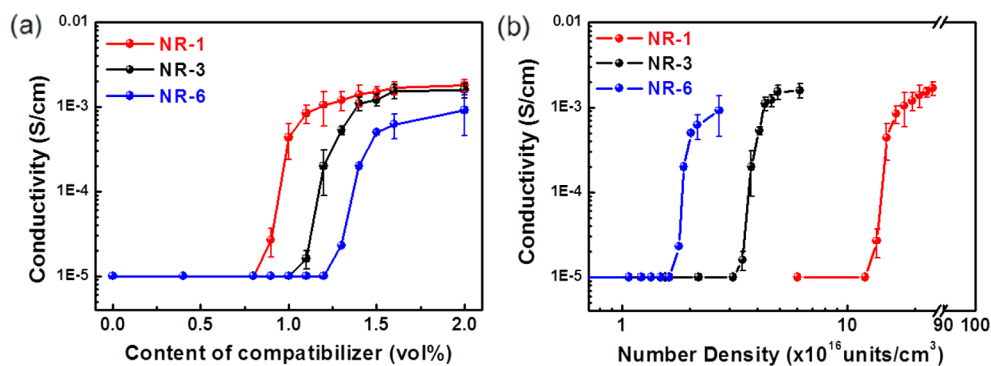 (a)
0.01
1E-3
1E-4
1E-5
Conductivity (S/cm)
NR-1
NR-3
NR-6
0.0 0.5 1.0 1.5 2.0
Content of compatibilizer (vol%)
(b)
0.01
1E-3
1E-4
1E-5
Conductivity (S/cm)
NR-1
NR-3
NR-6
1 10 90 100
Number Density (x10¹⁶units/cm³)